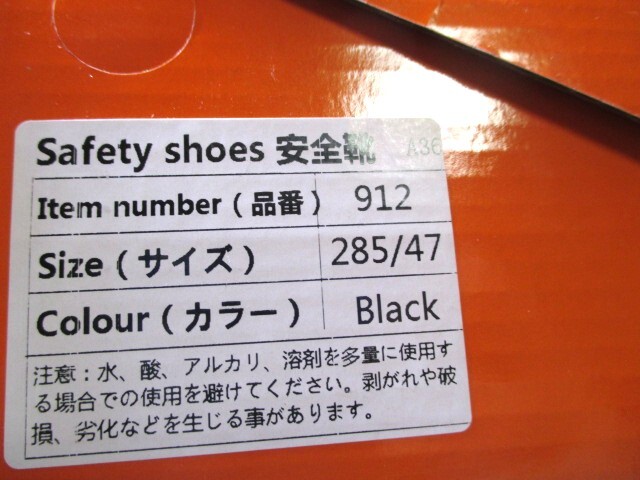 Safety shoes 安全靴 A36
Item number ( 品番 ) 912
Size ( サイズ ) 285/47
Colour ( カラー ) Black
注意：水、酸、アルカリ、溶剤を多量に使用す
る場合での使用を避けてください。剥がれや破
損、劣化などを生じる事があります。